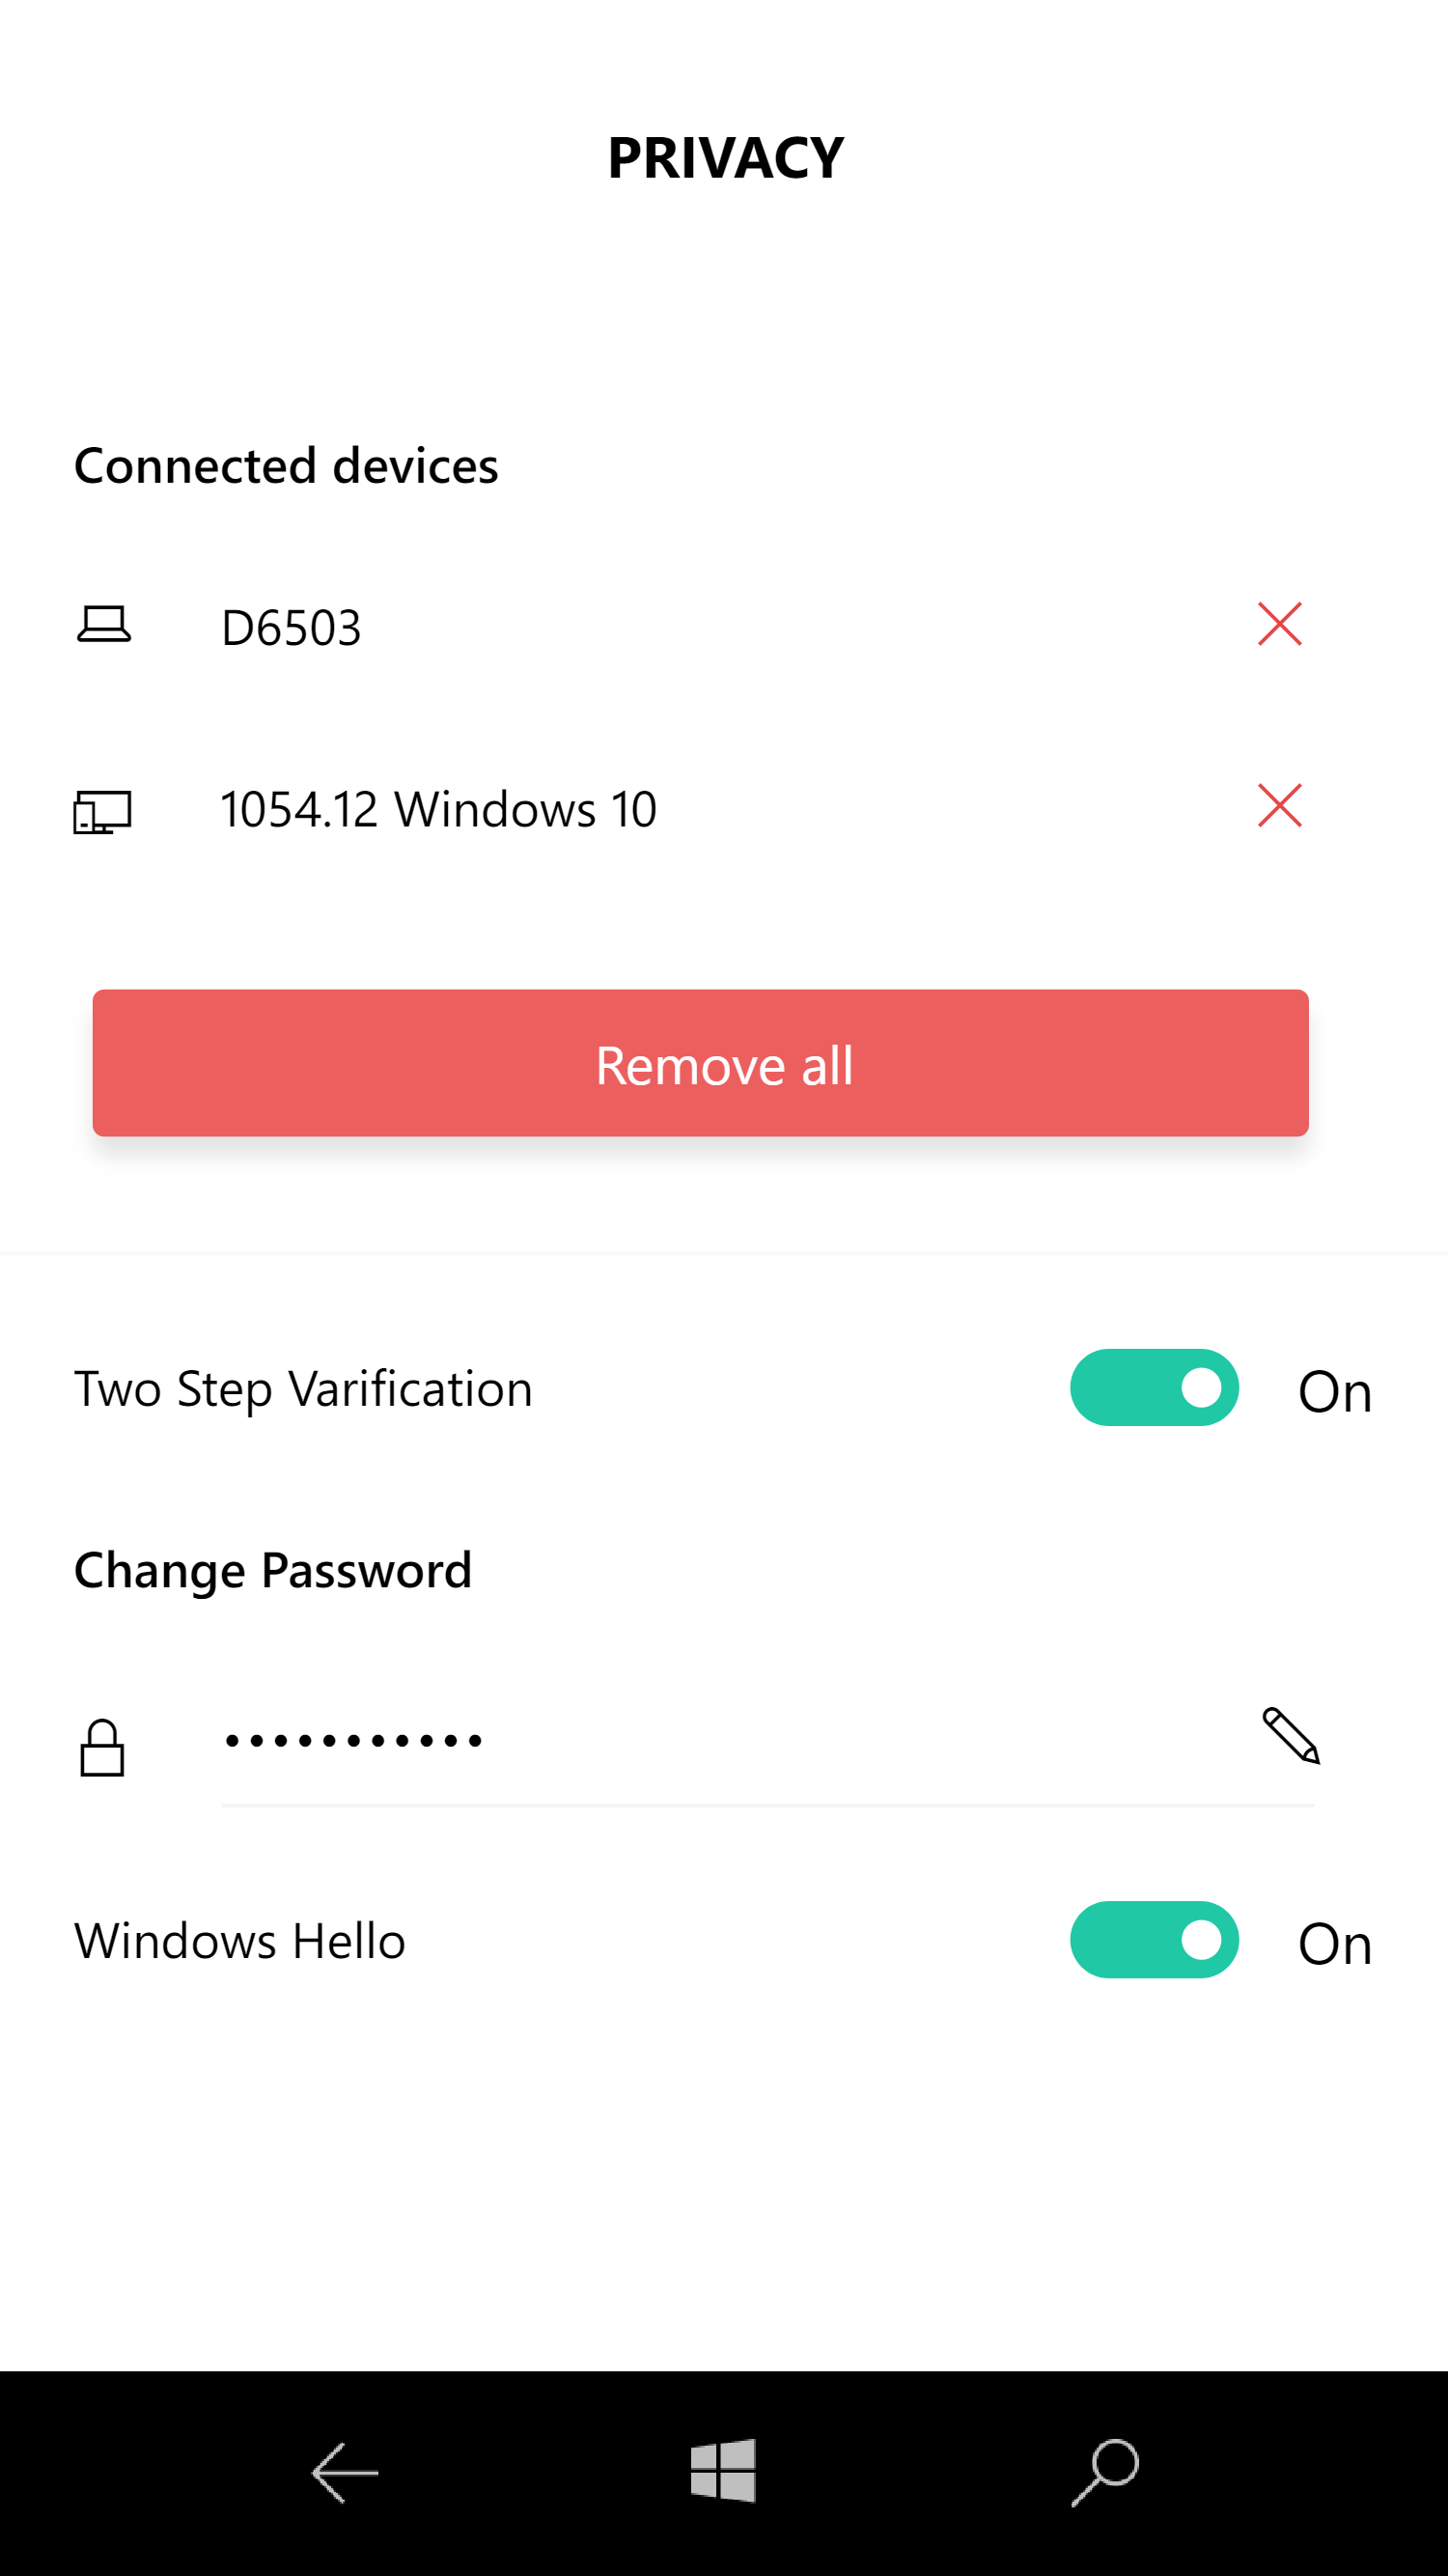 PRIVACY
Connected devices
D6503
1054.12 Windows 10
Remove all
Two Step Varification
On
Change Password
•••••••••••
Windows Hello
On